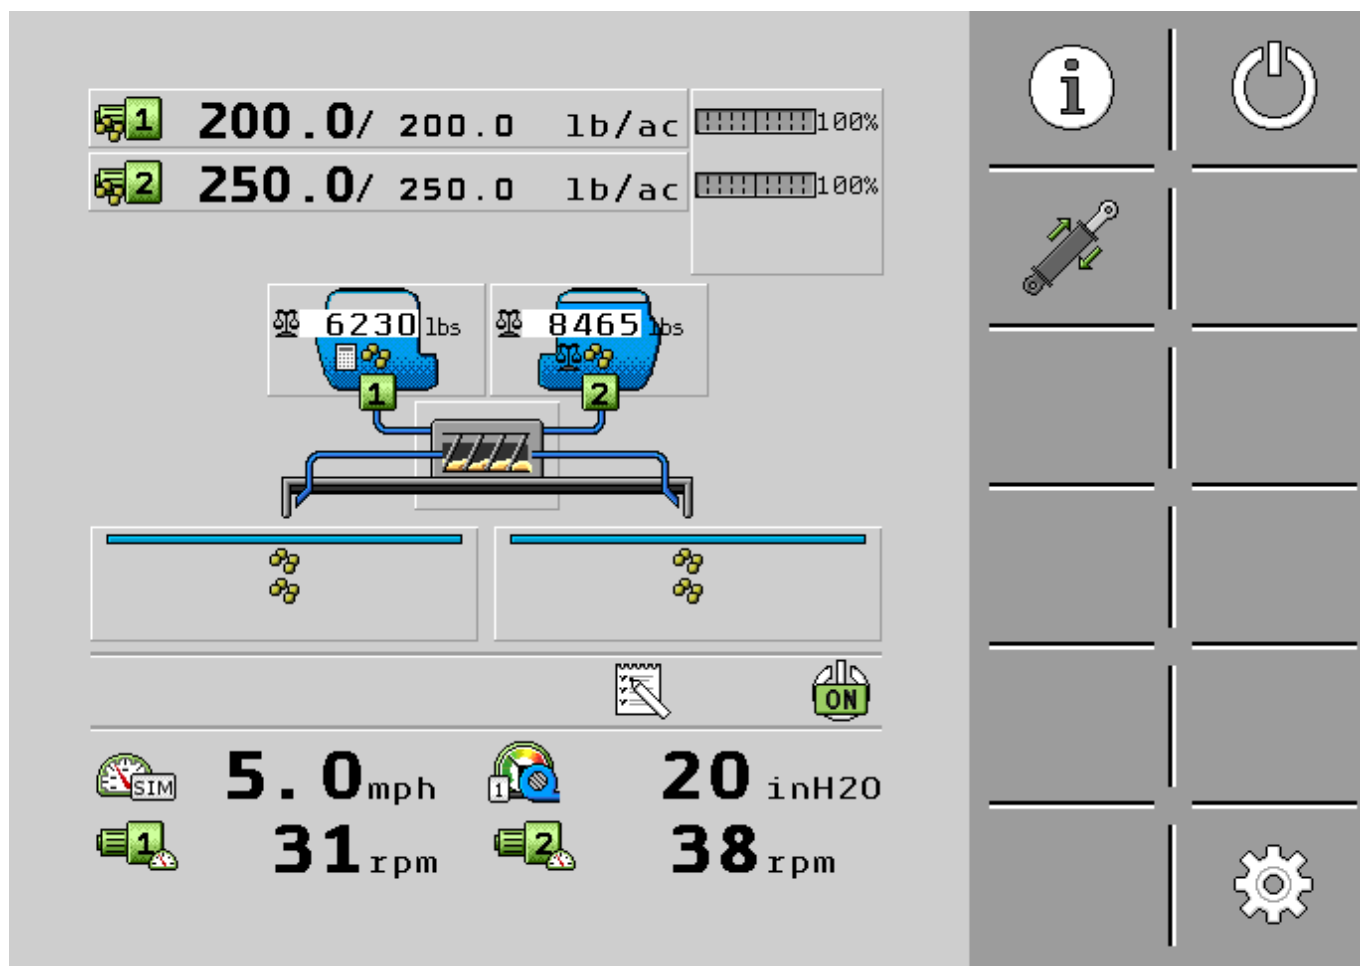 1 200.0/ 200.0 lb/ac 100%
2 250.0/ 250.0 lb/ac 100%
6230 lbs 8465 lbs
1 2
ON
SIM 5.0 mph 1 20 inH2O
1 31 rpm 2 38 rpm